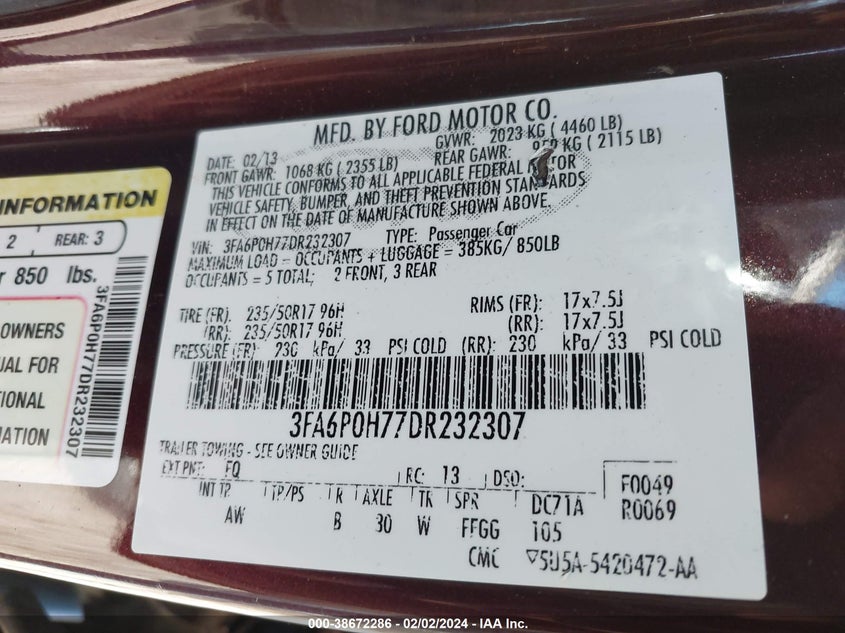 INFORMATION
2 REAR: 3
850 lbs.
OWNERS
UAL FOR
TIONAL
MATION
3FA6P0H77DR232307
MFD. BY FORD MOTOR CO.
DATE: 02/13 GVWR: 2023 KG ( 4460 LB)
FRONT GAWR: 1068 KG ( 2355 LB) REAR GAWR: KG ( 2115 LB)
THIS VEHICLE CONFORMS TO ALL APPLICABLE FEDERAL MOTOR
VEHICLE SAFETY, BUMPER, AND THEFT PREVENTION STANDARDS
IN EFFECT ON THE DATE OF MANUFACTURE SHOWN ABOVE.
VIN: 3FA6P0H77DR232307 TYPE: Passenger Car
MAXIMUM LOAD = OCCUPANTS + LUGGAGE = 385KG/ 850LB
OCCUPANTS = 5 TOTAL; 2 FRONT, 3 REAR
TIRE (FR): 235/50R17 96H RIMS (FR): 17x7.5J
(RR): 235/50R17 96H (RR): 17x7.5J
PRESSURE (FR): 230 kPa/ 33 PSI COLD (RR): 230 kPa/ 33 PSI COLD
3FA6P0H77DR232307
TRAILER TOWING - SEE OWNER GUIDE
EXT PNT: FQ RC: 13 DSO: F0049
INT TR TP/PS R AXLE TR SPR DC71A R0069
AW B 30 W FFGG 105
CMC ▽5U5A-5420472-AA
000-38672286 - 02/02/2024 - IAA Inc.